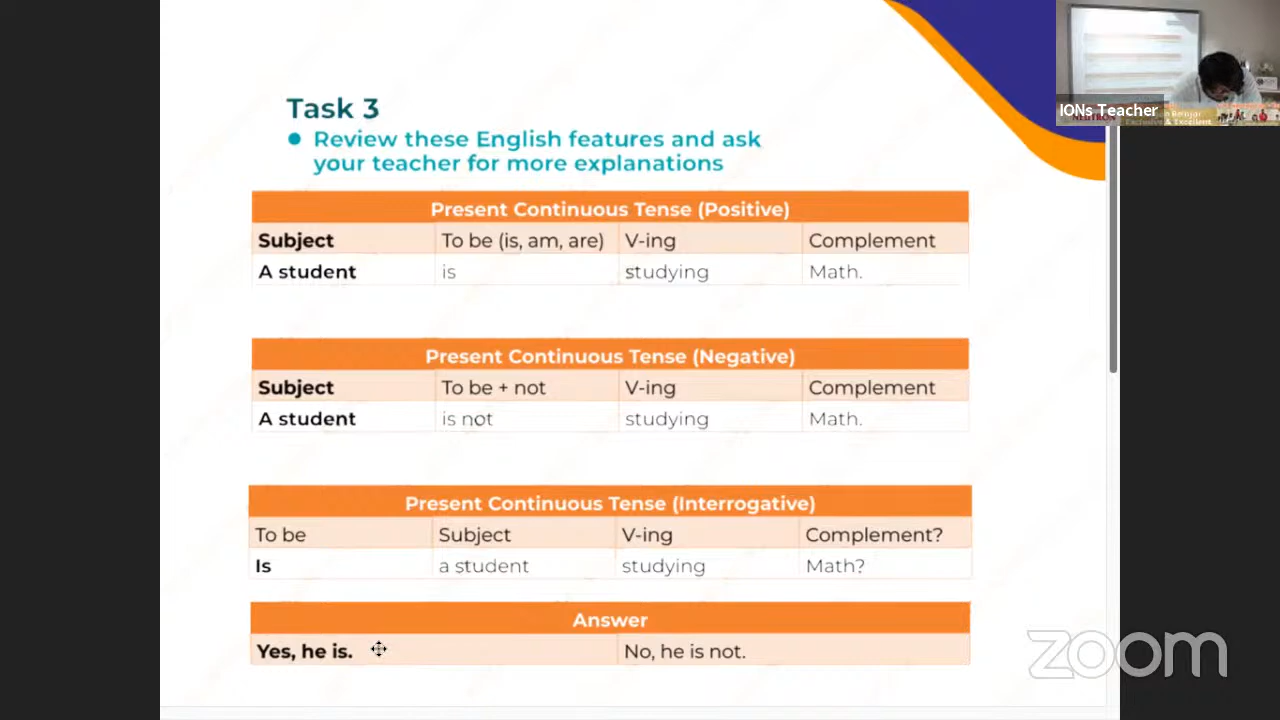 Task 3
Review these English features and ask
your teacher for more explanations
Present Continuous Tense (Positive)
Subject To be (is, am, are) V-ing Complement
A student is studying Math.
Present Continuous Tense (Negative)
Subject To be + not V-ing Complement
A student is not studying Math.
Present Continuous Tense (Interrogative)
To be Subject V-ing Complement?
Is a student studying Math?
Answer
Yes, he is. No, he is not.
IONs Teacher
Belajar
& Excellent
zoom